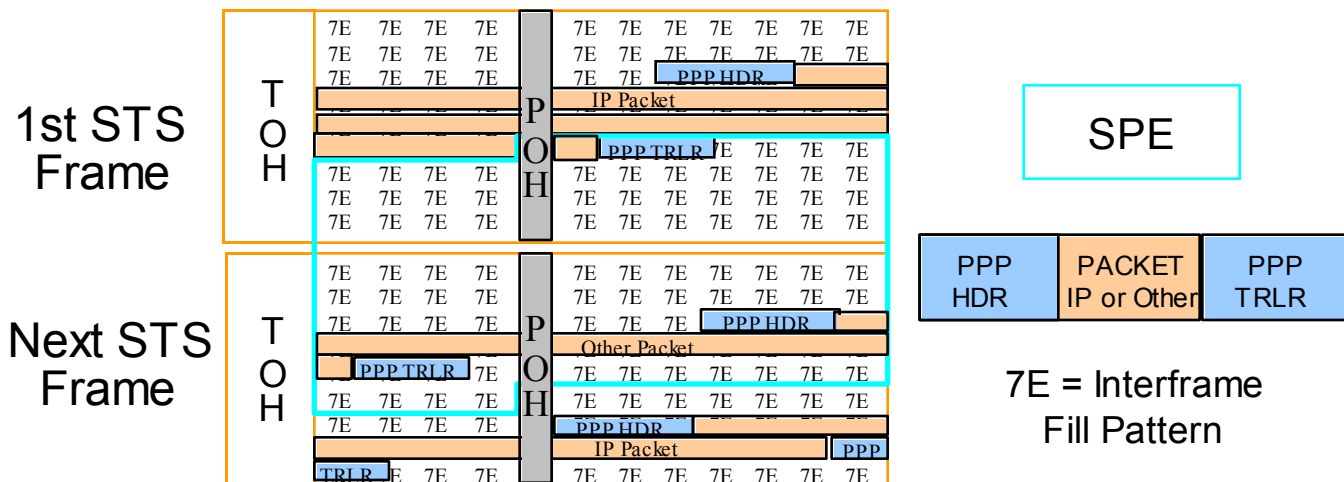 1st STS
Frame
T
O
H
P
O
H
7E 7E 7E 7E 7E 7E 7E 7E 7E 7E 7E
7E 7E 7E 7E 7E 7E 7E 7E 7E 7E 7E
7E 7E 7E 7E 7E 7E PPP HDR
IP Packet
PPP TRLR 7E 7E 7E 7E
7E 7E 7E 7E 7E 7E 7E 7E 7E 7E 7E
7E 7E 7E 7E 7E 7E 7E 7E 7E 7E 7E
7E 7E 7E 7E 7E 7E 7E 7E 7E 7E 7E
Next STS
Frame
T
O
H
P
O
H
7E 7E 7E 7E 7E 7E 7E 7E 7E 7E 7E
7E 7E 7E 7E 7E 7E 7E 7E 7E 7E 7E
7E 7E 7E 7E 7E 7E 7E PPP HDR
Other Packet
PPP TRLR 7E 7E 7E 7E 7E 7E 7E 7E
7E 7E 7E 7E 7E 7E 7E 7E 7E 7E 7E
7E 7E 7E 7E PPP HDR
IP Packet PPP
TRLR 7E 7E 7E 7E 7E 7E 7E 7E 7E 7E
SPE
PPP
HDR
PACKET
IP or Other
PPP
TRLR
7E = Interframe
Fill Pattern